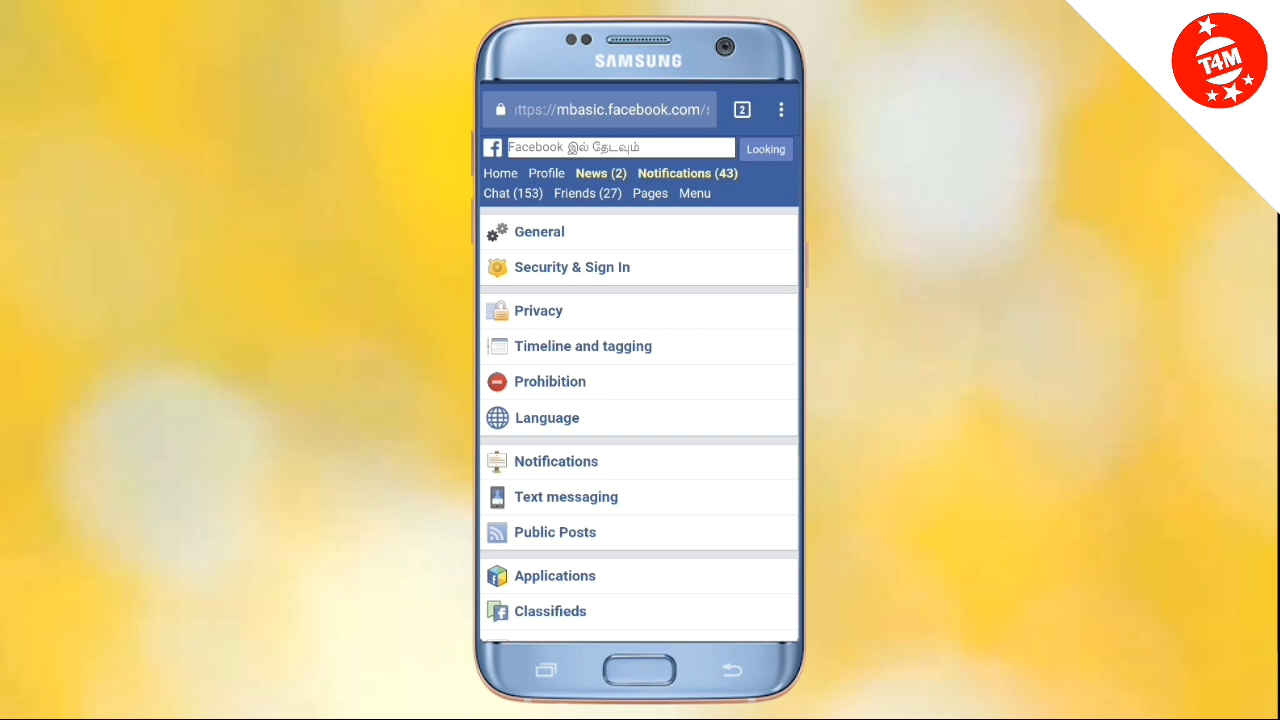 SAMSUNG
ttps://mbasic.facebook.com/s
2
Facebook இல் தேடவும்
Looking
Home Profile News (2) Notifications (43)
Chat (153) Friends (27) Pages Menu
General
Security & Sign In
Privacy
Timeline and tagging
Prohibition
Language
Notifications
Text messaging
Public Posts
Applications
Classifieds
T4M